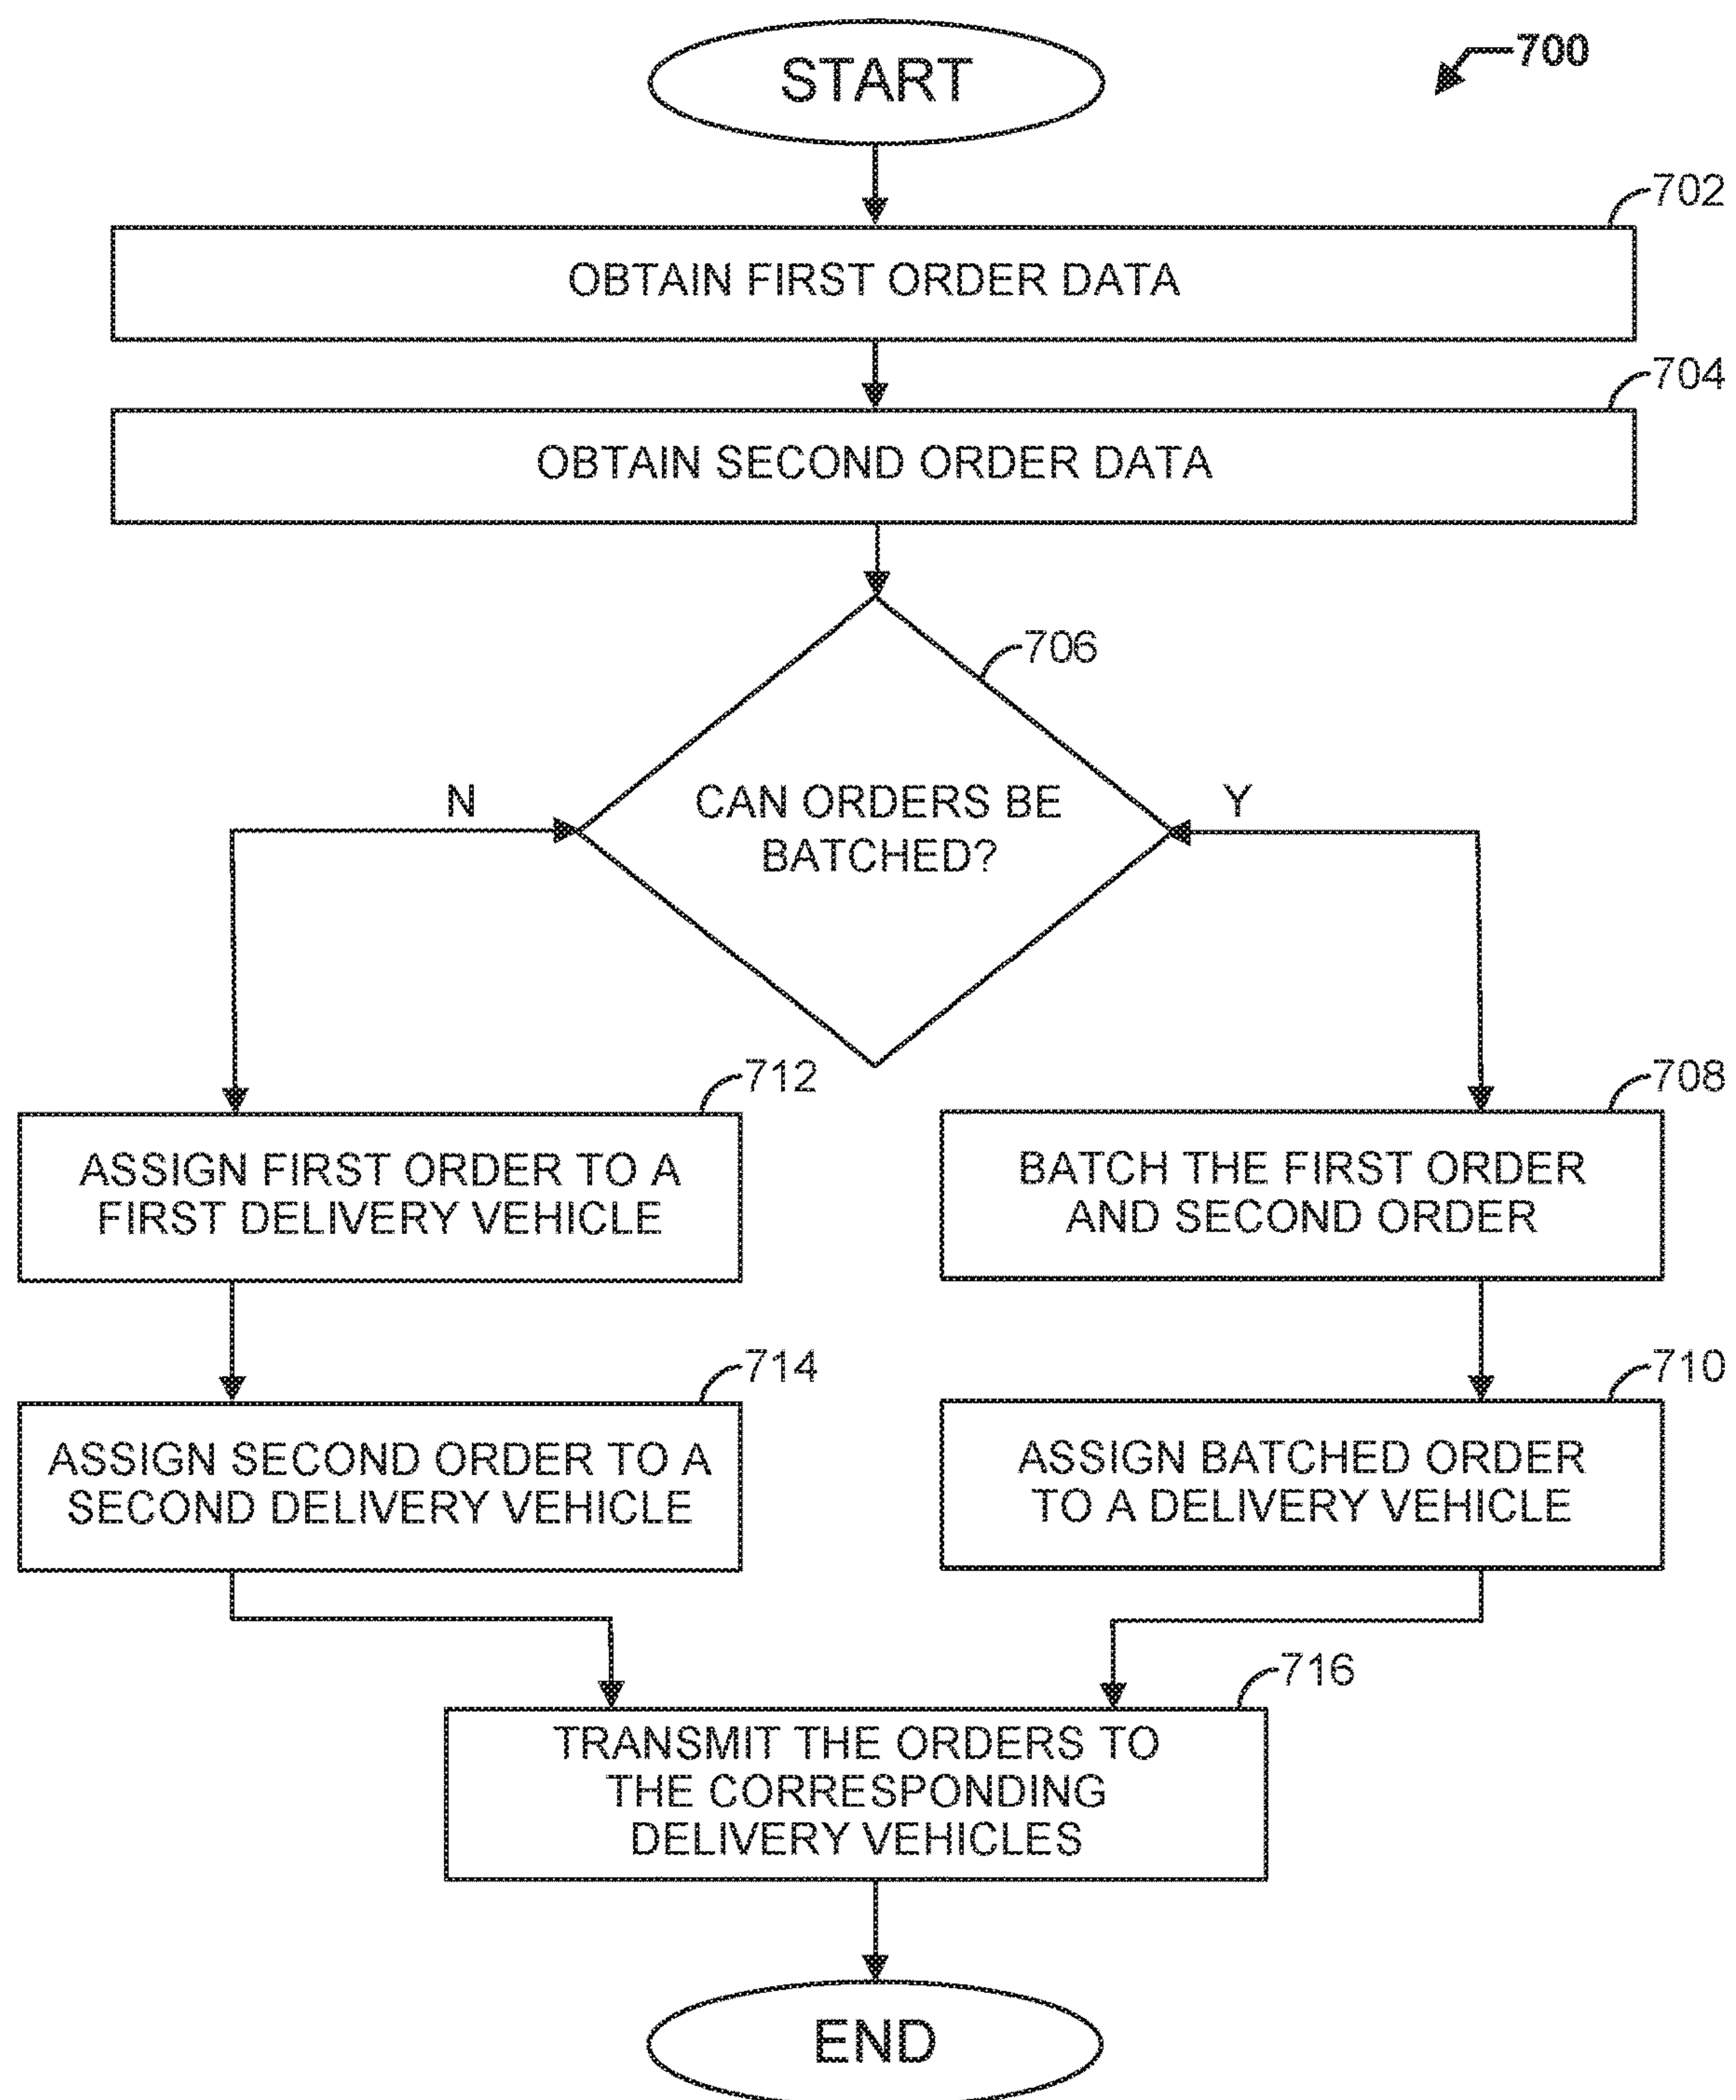 START
700
702
OBTAIN FIRST ORDER DATA
704
OBTAIN SECOND ORDER DATA
706
CAN ORDERS BE
BATCHED?
N
Y
712
ASSIGN FIRST ORDER TO A
FIRST DELIVERY VEHICLE
708
BATCH THE FIRST ORDER
AND SECOND ORDER
714
ASSIGN SECOND ORDER TO A
SECOND DELIVERY VEHICLE
710
ASSIGN BATCHED ORDER
TO A DELIVERY VEHICLE
716
TRANSMIT THE ORDERS TO
THE CORRESPONDING
DELIVERY VEHICLES
END